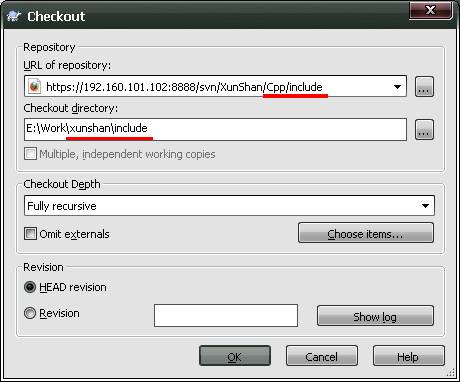 Checkout
Repository
URL of repository:
https://192.160.101.102:8888/svn/XunShan/Cpp/include
...
Checkout directory:
E:\Work\xunshan\include
...
Multiple, independent working copies
Checkout Depth
Fully recursive
Omit externals
Choose items...
Revision
HEAD revision
Revision
Show log
OK
Cancel
Help